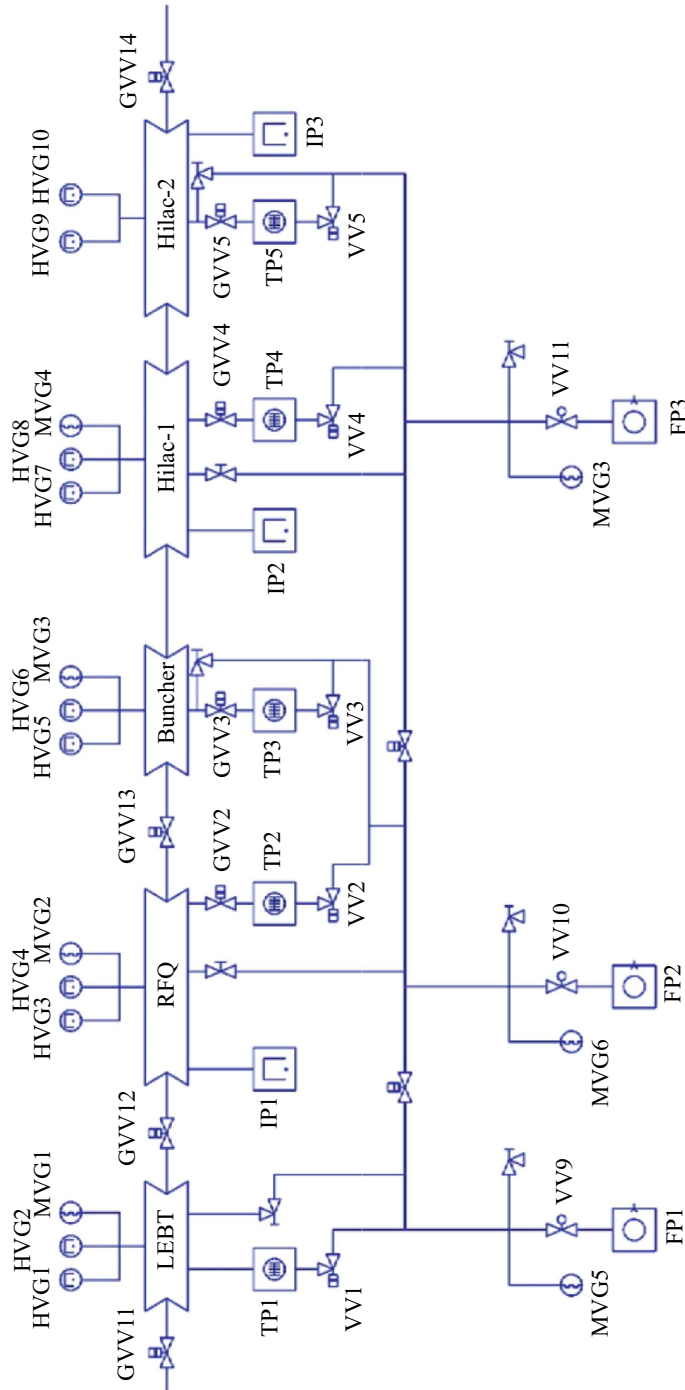 GVV11
HVG1
HVG2
MVG1
LEBT
TP1
VV1
MVG5
VV9
FP1
GVV12
HVG3
HVG4
MVG2
RFQ
IP1
GVV2
TP2
VV2
MVG6
VV10
FP2
GVV13
HVG5
HVG6
MVG3
Buncher
GVV3
TP3
VV3
HVG7
HVG8
MVG4
Hilac-1
IP2
GVV4
TP4
VV4
MVG3
VV11
FP3
HVG9
HVG10
Hilac-2
GVV5
TP5
VV5
IP3
GVV14